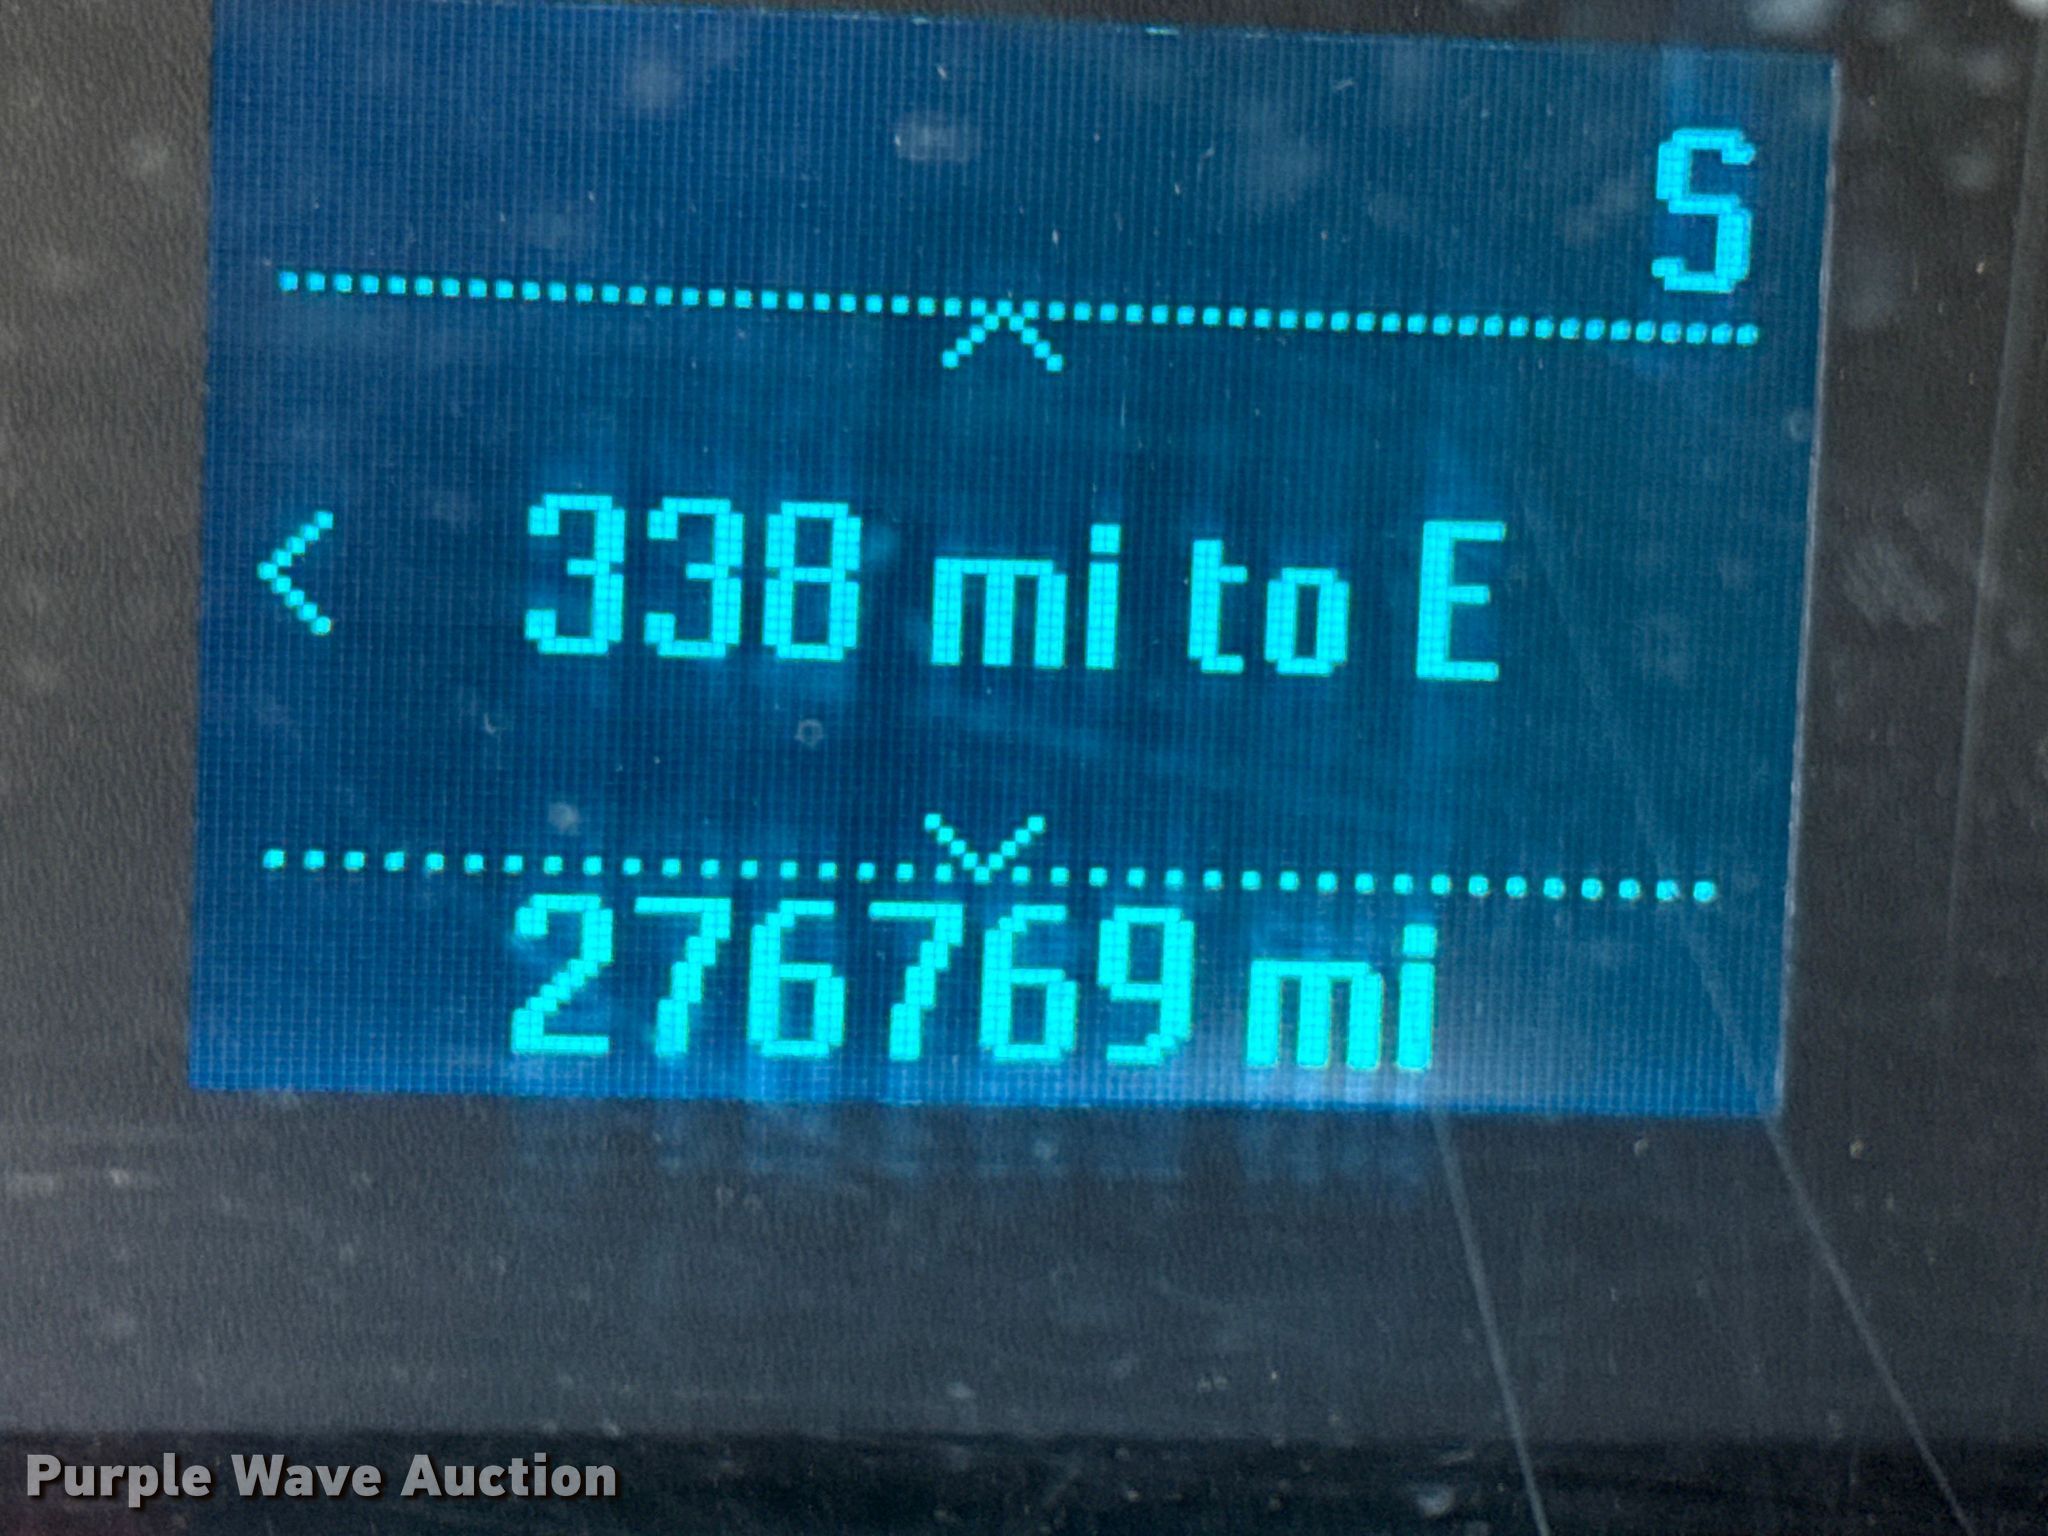 S
338 mi to E
276769 mi
Purple Wave Auction